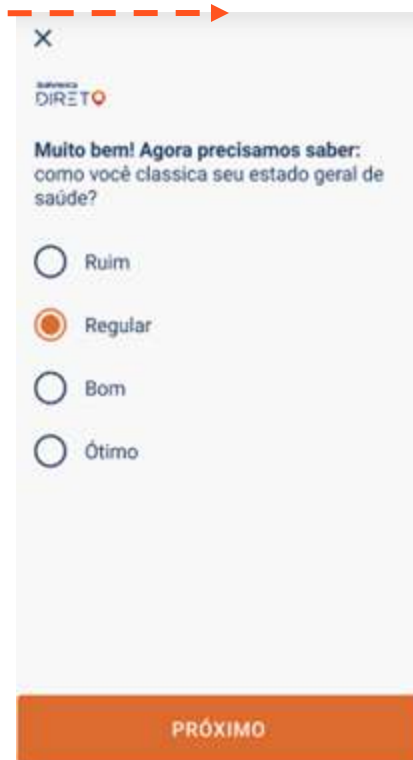 DIRETO
Muito bem! Agora precisamos saber:
como você classica seu estado geral de
saúde?
Ruim
Regular
Bom
Ótimo
PRÓXIMO